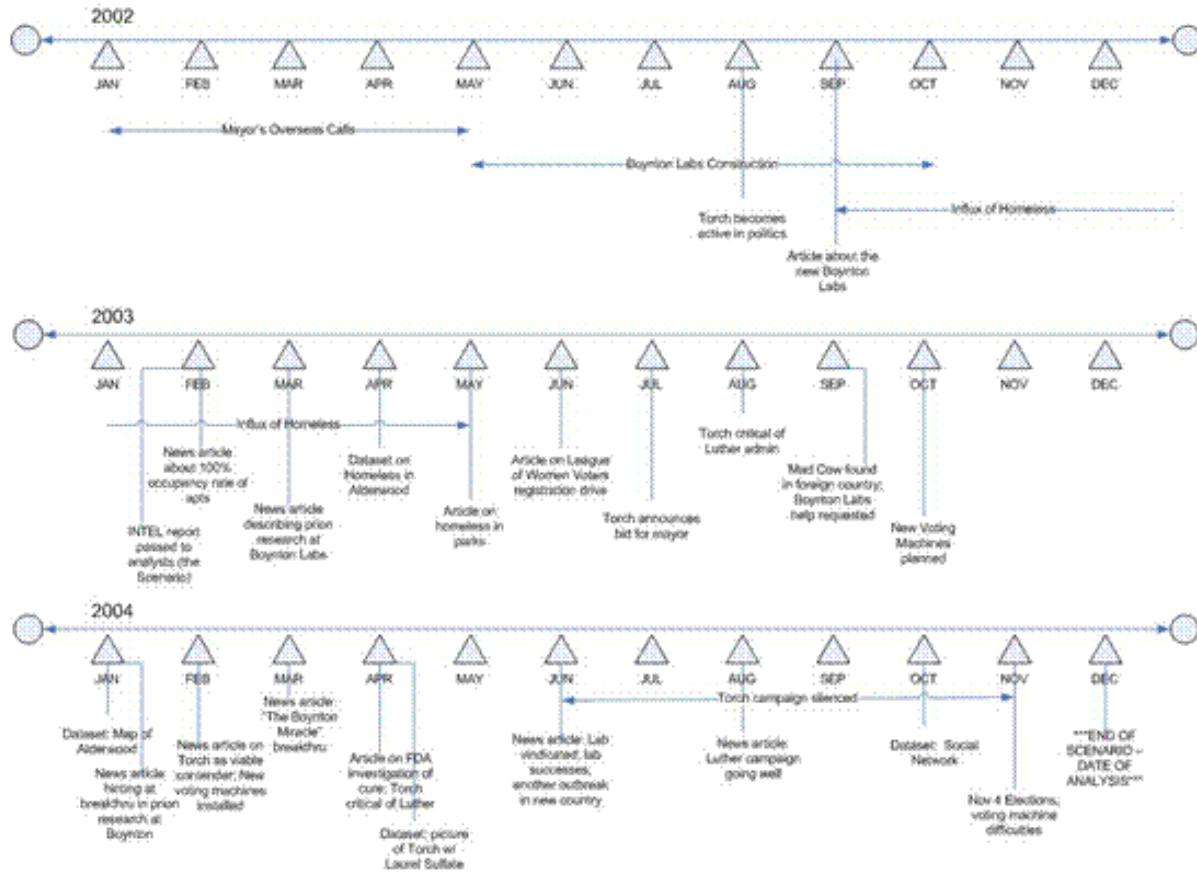 2002
JAN FEB MAR APR MAY JUN JUL AUG SEP OCT NOV DEC
Mayor's Overseas Calls
Boynton Labs Construction
Influx of Homeless
Torch becomes
active in politics
Article about the
new Boynton
Labs
2003
JAN FEB MAR APR MAY JUN JUL AUG SEP OCT NOV DEC
Influx of Homeless
News article
about 100%
occupancy rate of
apts
INTEL report
passed to
analysts (the
Scenario)
News article
describing prion
research at
Boynton Labs
Dataset on
Homeless in
Alderwood
Article on
homeless in
parks
Article on League
of Women Voters
registration drive
Torch announces
bid for mayor
Torch critical of
Luther admin
Mad Cow found
in foreign country;
Boynton Labs
help requested
New Voting
Machines
planned
2004
JAN FEB MAR APR MAY JUN JUL AUG SEP OCT NOV DEC
Torch campaign silenced
Dataset: Map of
Alderwood
News article
hinting at
breakthru in prion
research at
Boynton
News article on
Torch as viable
contender; New
voting machines
installed
News article:
"The Boynton
Miracle"
breakthru
Article on FDA
investigation of
cure; Torch
critical of Luther
Dataset: picture
of Torch w/
Laurel Sulfate
News article: Lab
vindicated; lab
successes;
another outbreak
in new country
News article:
Luther campaign
going well
Dataset: Social
Network
Nov 4 Elections;
voting machine
difficulties
***END OF
SCENARIO –
DATE OF
ANALYSIS***